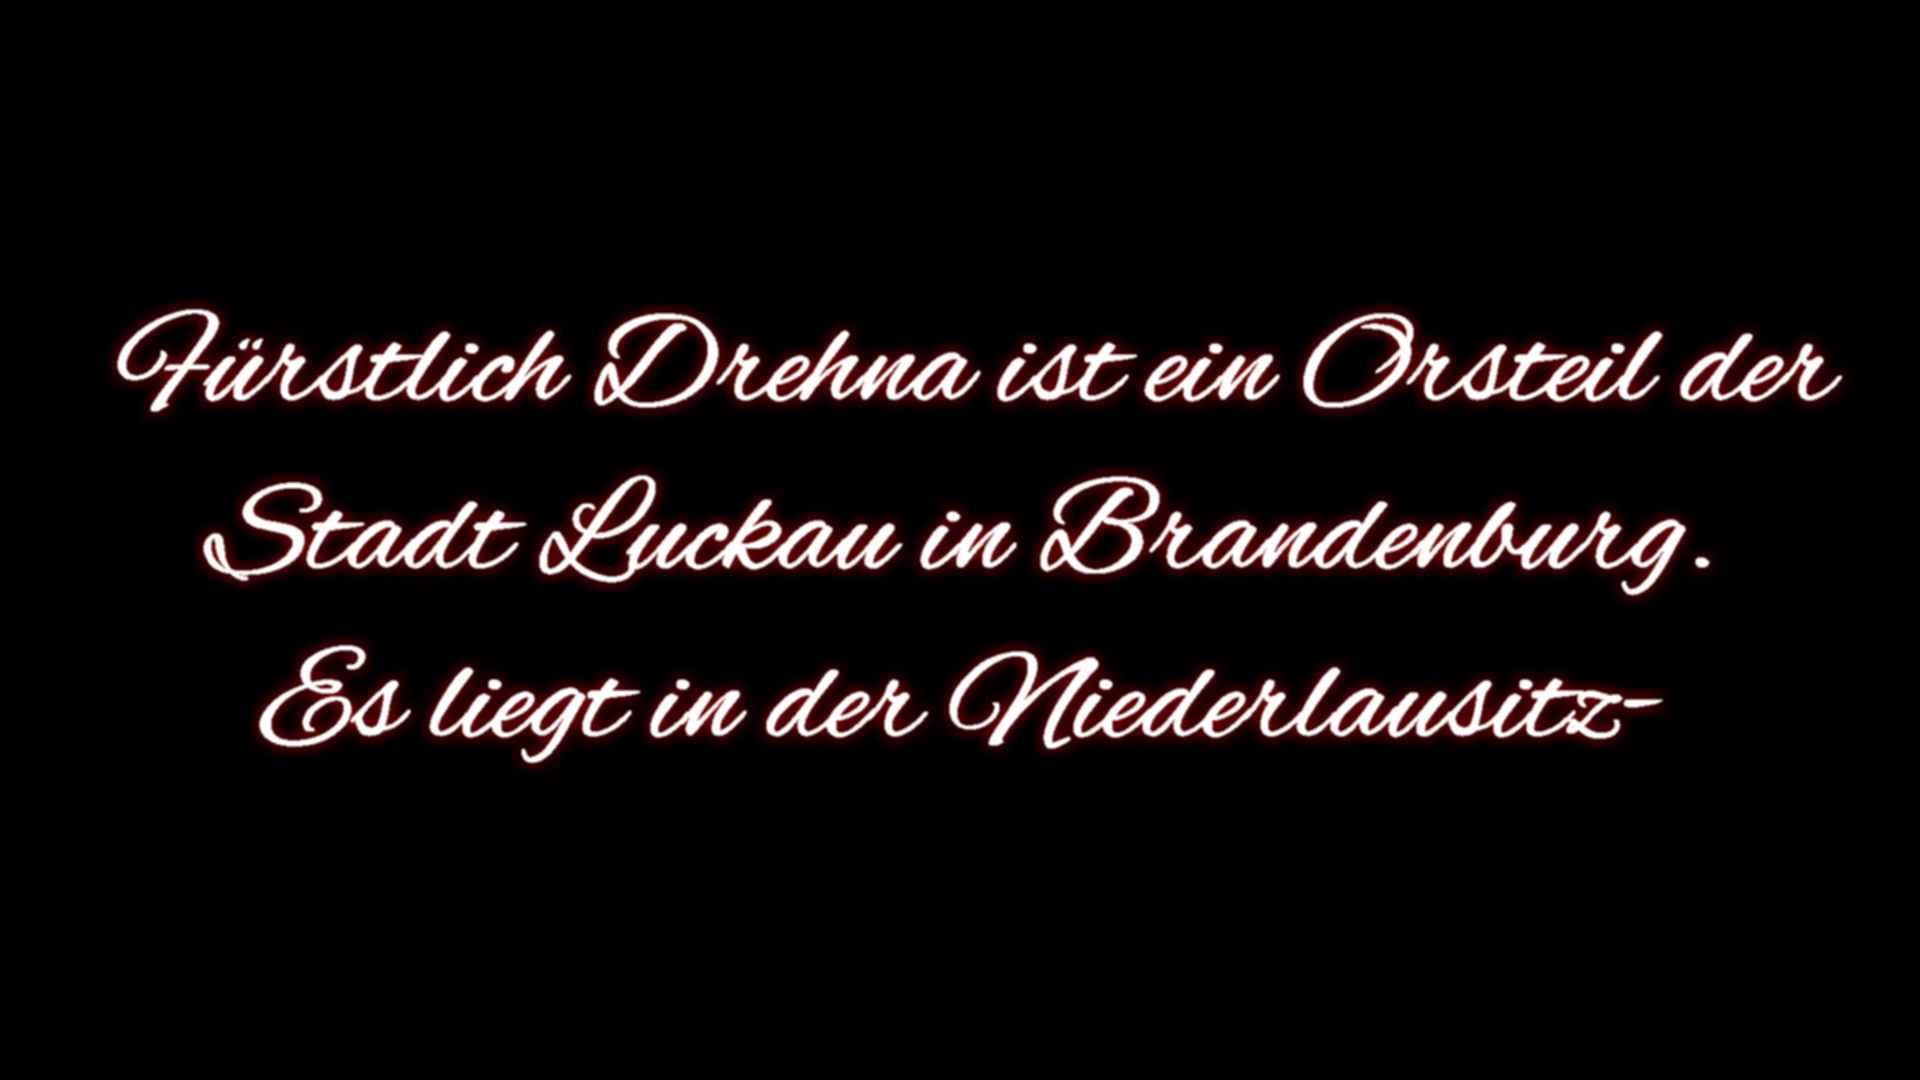 Fürstlich Drehna ist ein Orsteil der
Stadt Luckau in Brandenburg.
Es liegt in der Niederlausitz-